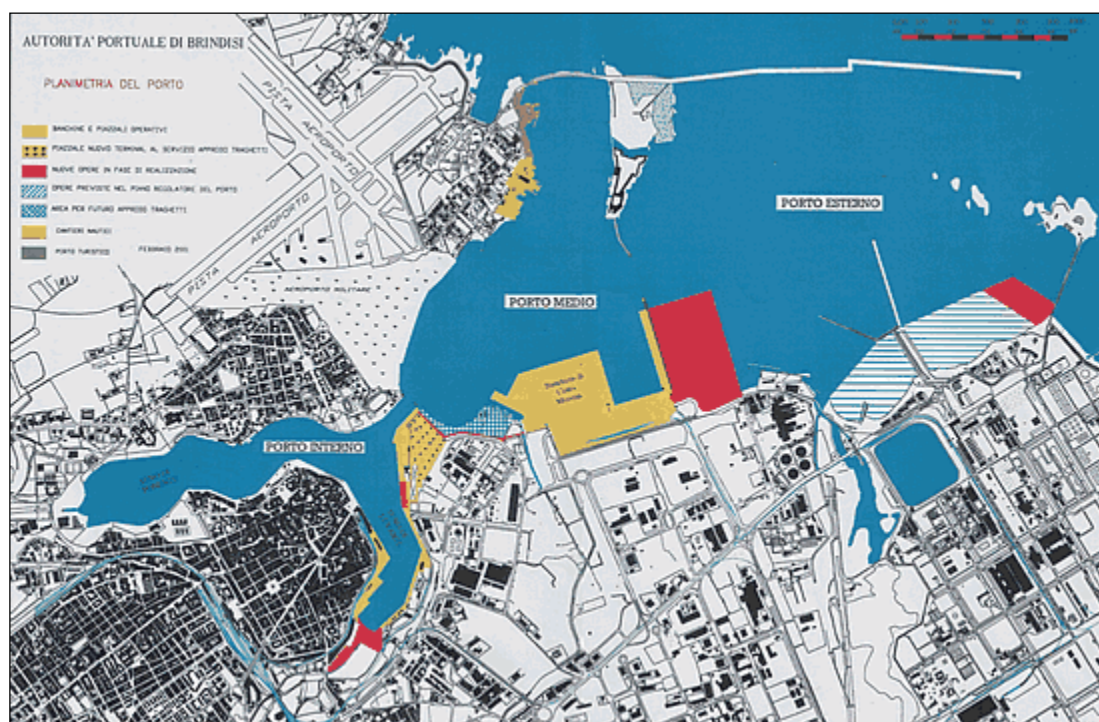 AUTORITA' PORTUALE DI BRINDISI
PLANIMETRIA DEL PORTO
BANCHINE E PIAZZALI OPERATIVI
PIAZZALE NUOVO TERMINAL AL SERVIZIO APPRODO TRAGHETTI
NUOVE OPERE IN FASE DI REALIZZAZIONE
OPERE PREVISTE NEL PIANO REGOLATORE DEL PORTO
AREA PER FUTURO APPRODO TRAGHETTI
CANTIERI NAUTICI
PORTO TURISTICO
FEBBRAIO 2001
PISTA AEROPORTO
PISTA AEROPORTO
AEROPORTO MILITARE
PORTO ESTERNO
PORTO MEDIO
PORTO INTERNO